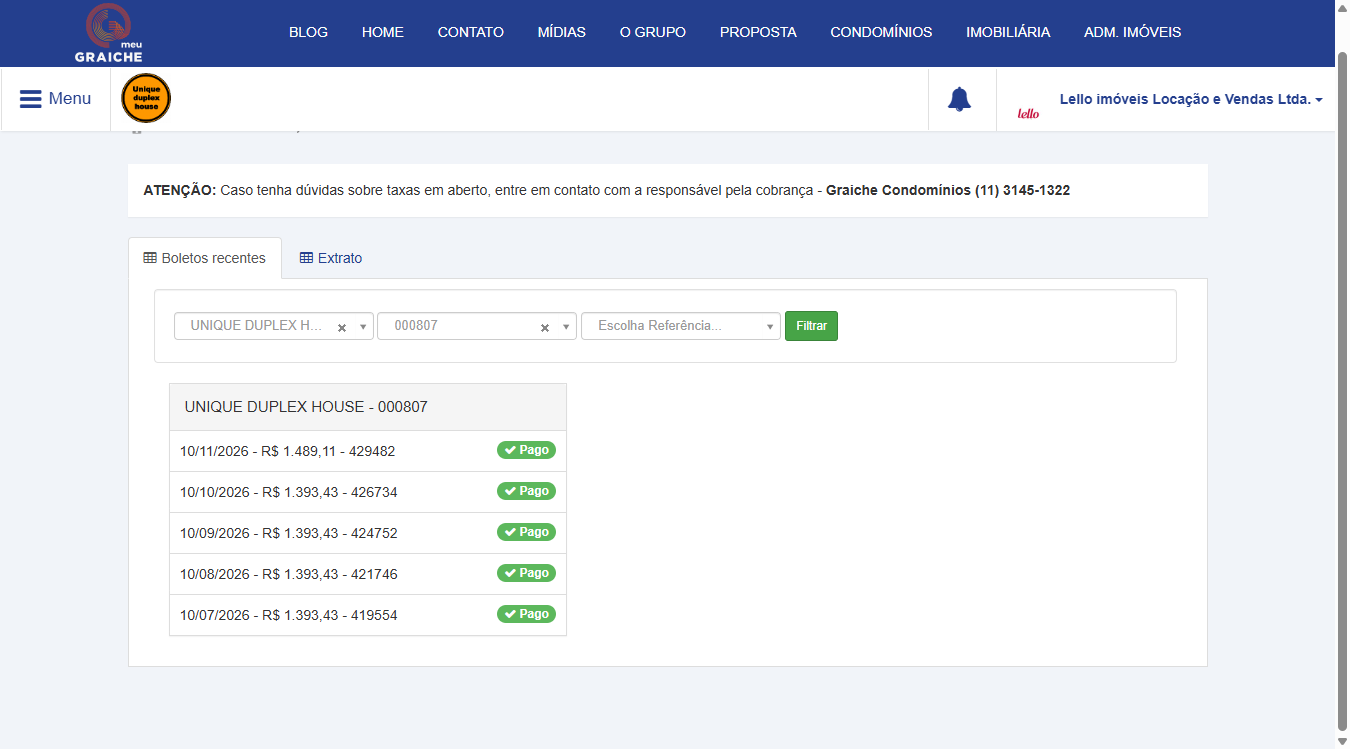 meu
GRAICHE
BLOG HOME CONTATO MÍDIAS O GRUPO PROPOSTA CONDOMÍNIOS IMOBILIÁRIA ADM. IMÓVEIS
Menu
Unique
duplex
house
lello
Lello imóveis Locação e Vendas Ltda.
ATENÇÃO: Caso tenha dúvidas sobre taxas em aberto, entre em contato com a responsável pela cobrança - Graiche Condomínios (11) 3145-1322
Boletos recentes Extrato
UNIQUE DUPLEX H... × 000807 × Escolha Referência... Filtrar
UNIQUE DUPLEX HOUSE - 000807
10/11/2026 - R$ 1.489,11 - 429482 Pago
10/10/2026 - R$ 1.393,43 - 426734 Pago
10/09/2026 - R$ 1.393,43 - 424752 Pago
10/08/2026 - R$ 1.393,43 - 421746 Pago
10/07/2026 - R$ 1.393,43 - 419554 Pago